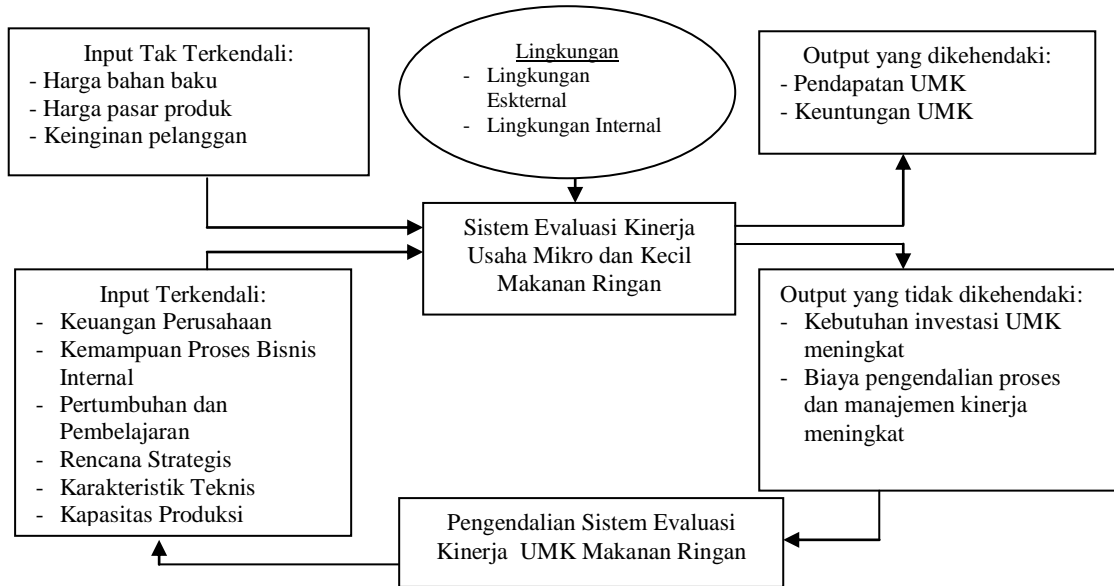 Input Tak Terkendali:
- Harga bahan baku
- Harga pasar produk
- Keinginan pelanggan
Lingkungan
- Lingkungan
Eskternal
- Lingkungan Internal
Output yang dikehendaki:
- Pendapatan UMK
- Keuntungan UMK
Sistem Evaluasi Kinerja
Usaha Mikro dan Kecil
Makanan Ringan
Input Terkendali:
- Keuangan Perusahaan
- Kemampuan Proses Bisnis
Internal
- Pertumbuhan dan
Pembelajaran
- Rencana Strategis
- Karakteristik Teknis
- Kapasitas Produksi
Output yang tidak dikehendaki:
- Kebutuhan investasi UMK
meningkat
- Biaya pengendalian proses
dan manajemen kinerja
meningkat
Pengendalian Sistem Evaluasi
Kinerja UMK Makanan Ringan